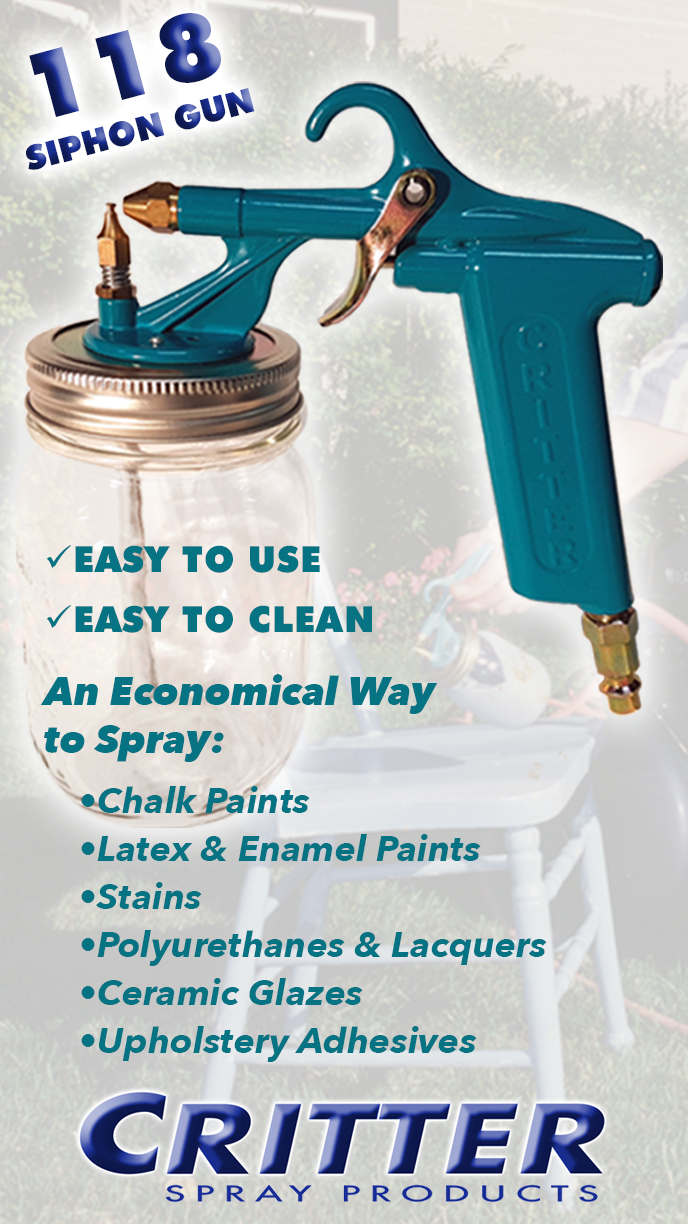 118
SIPHON GUN
CRITTER
✓EASY TO USE
✓EASY TO CLEAN
An Economical Way
to Spray:
•Chalk Paints
•Latex & Enamel Paints
•Stains
•Polyurethanes & Lacquers
•Ceramic Glazes
•Upholstery Adhesives
CRITTER
SPRAY PRODUCTS